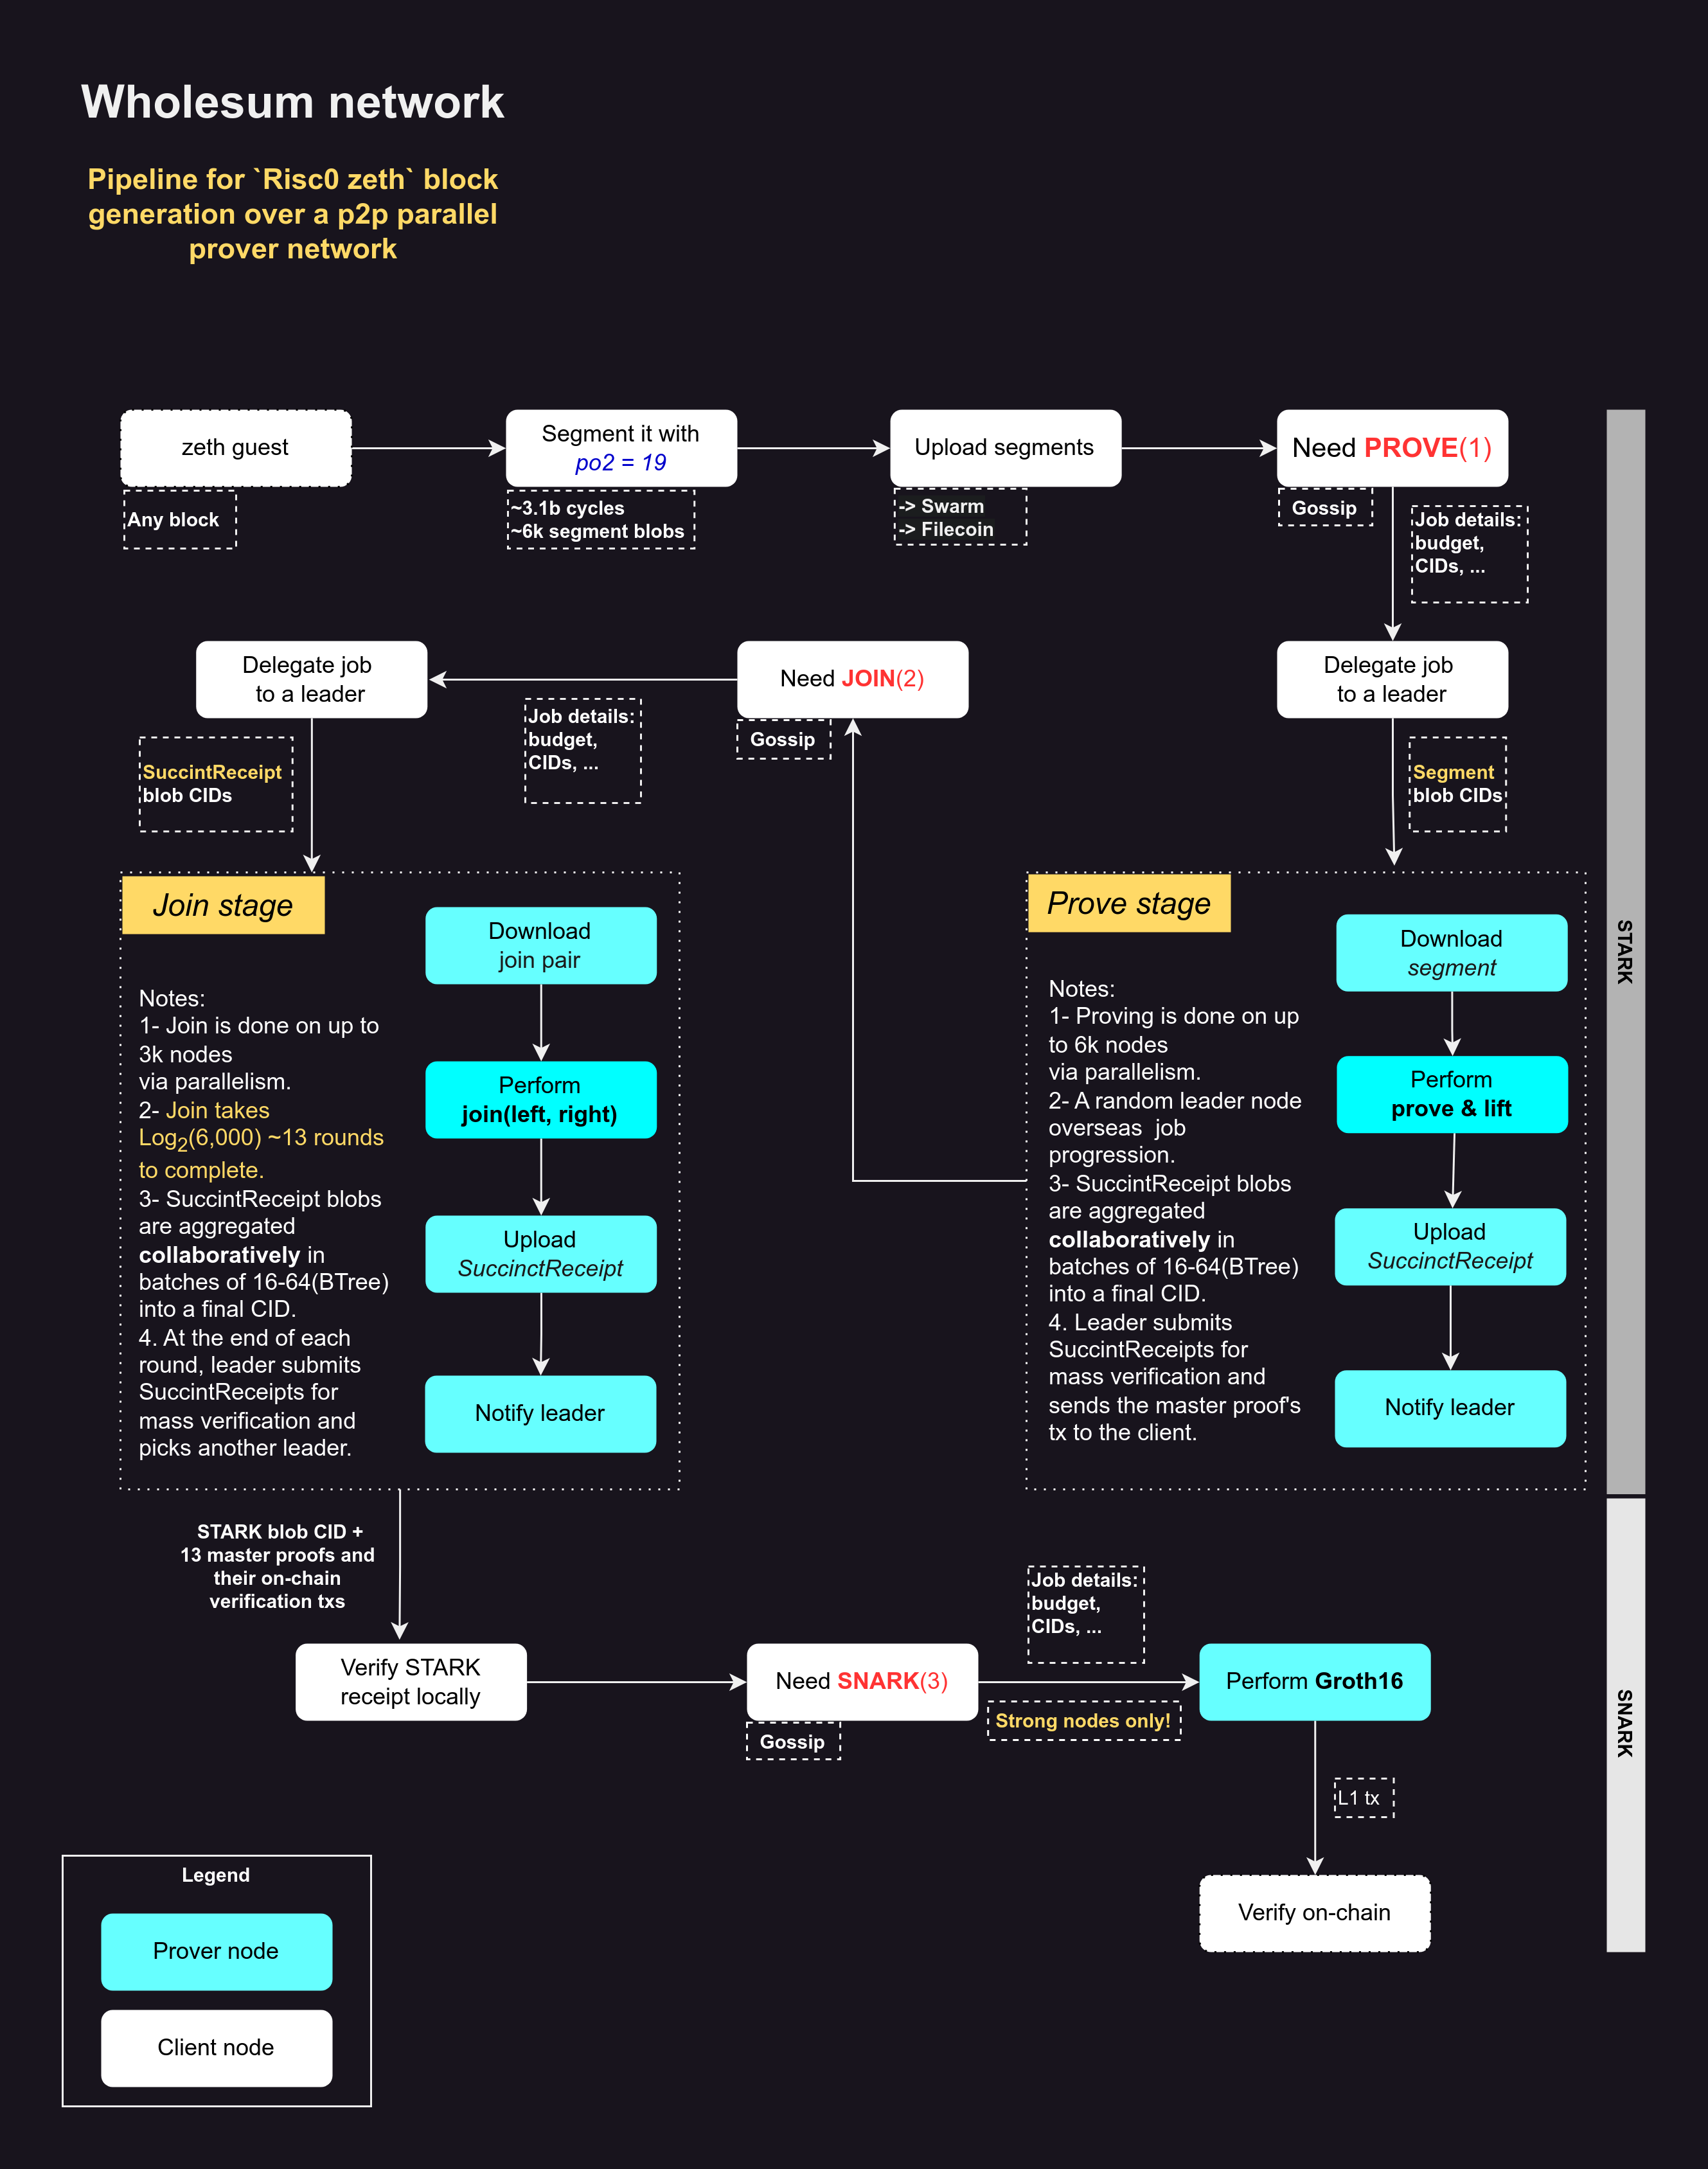 Wholesum network
Pipeline for `Risc0 zeth` block
generation over a p2p parallel
prover network
zeth guest
Any block
Segment it with
po2 = 19
~3.1b cycles
~6k segment blobs
Upload segments
-> Swarm
-> Filecoin
Need PROVE(1)
Gossip
Job details:
budget,
CIDs, ...
Delegate job
to a leader
Segment
blob CIDs
Need JOIN(2)
Gossip
Job details:
budget,
CIDs, ...
Delegate job
to a leader
SuccintReceipt
blob CIDs
Prove stage
Notes:
1- Proving is done on up
to 6k nodes
via parallelism.
2- A random leader node
overseas  job
progression.
3- SuccintReceipt blobs
are aggregated
collaboratively in
batches of 16-64(BTree)
into a final CID.
4. Leader submits
SuccintReceipts for
mass verification and
sends the master proof's
tx to the client.
Download
segment
Perform
prove & lift
Upload
SuccinctReceipt
Notify leader
Join stage
Notes:
1- Join is done on up to
3k nodes
via parallelism.
2- Join takes
Log2(6,000) ~13 rounds
to complete.
3- SuccintReceipt blobs
are aggregated
collaboratively in
batches of 16-64(BTree)
into a final CID.
4. At the end of each
round, leader submits
SuccintReceipts for
mass verification and
picks another leader.
Download
join pair
Perform
join(left, right)
Upload
SuccinctReceipt
Notify leader
STARK
STARK blob CID +
13 master proofs and
their on-chain
verification txs
Verify STARK
receipt locally
Need SNARK(3)
Gossip
Job details:
budget,
CIDs, ...
Strong nodes only!
Perform Groth16
L1 tx
Verify on-chain
SNARK
Legend
Prover node
Client node